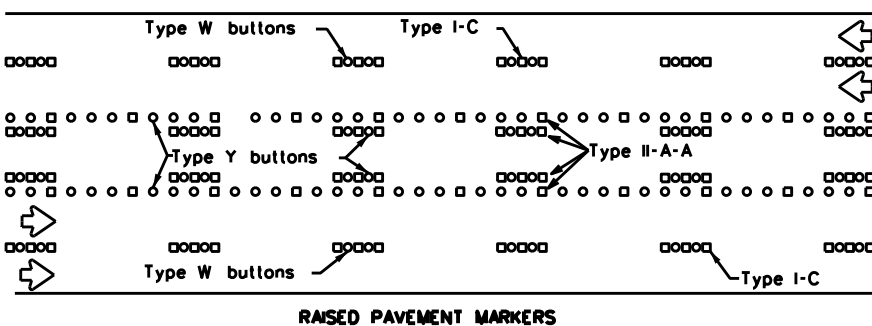 Type W buttons
Type I-C
Type Y buttons
Type II-A-A
Type W buttons
Type I-C
RAISED PAVEMENT MARKERS